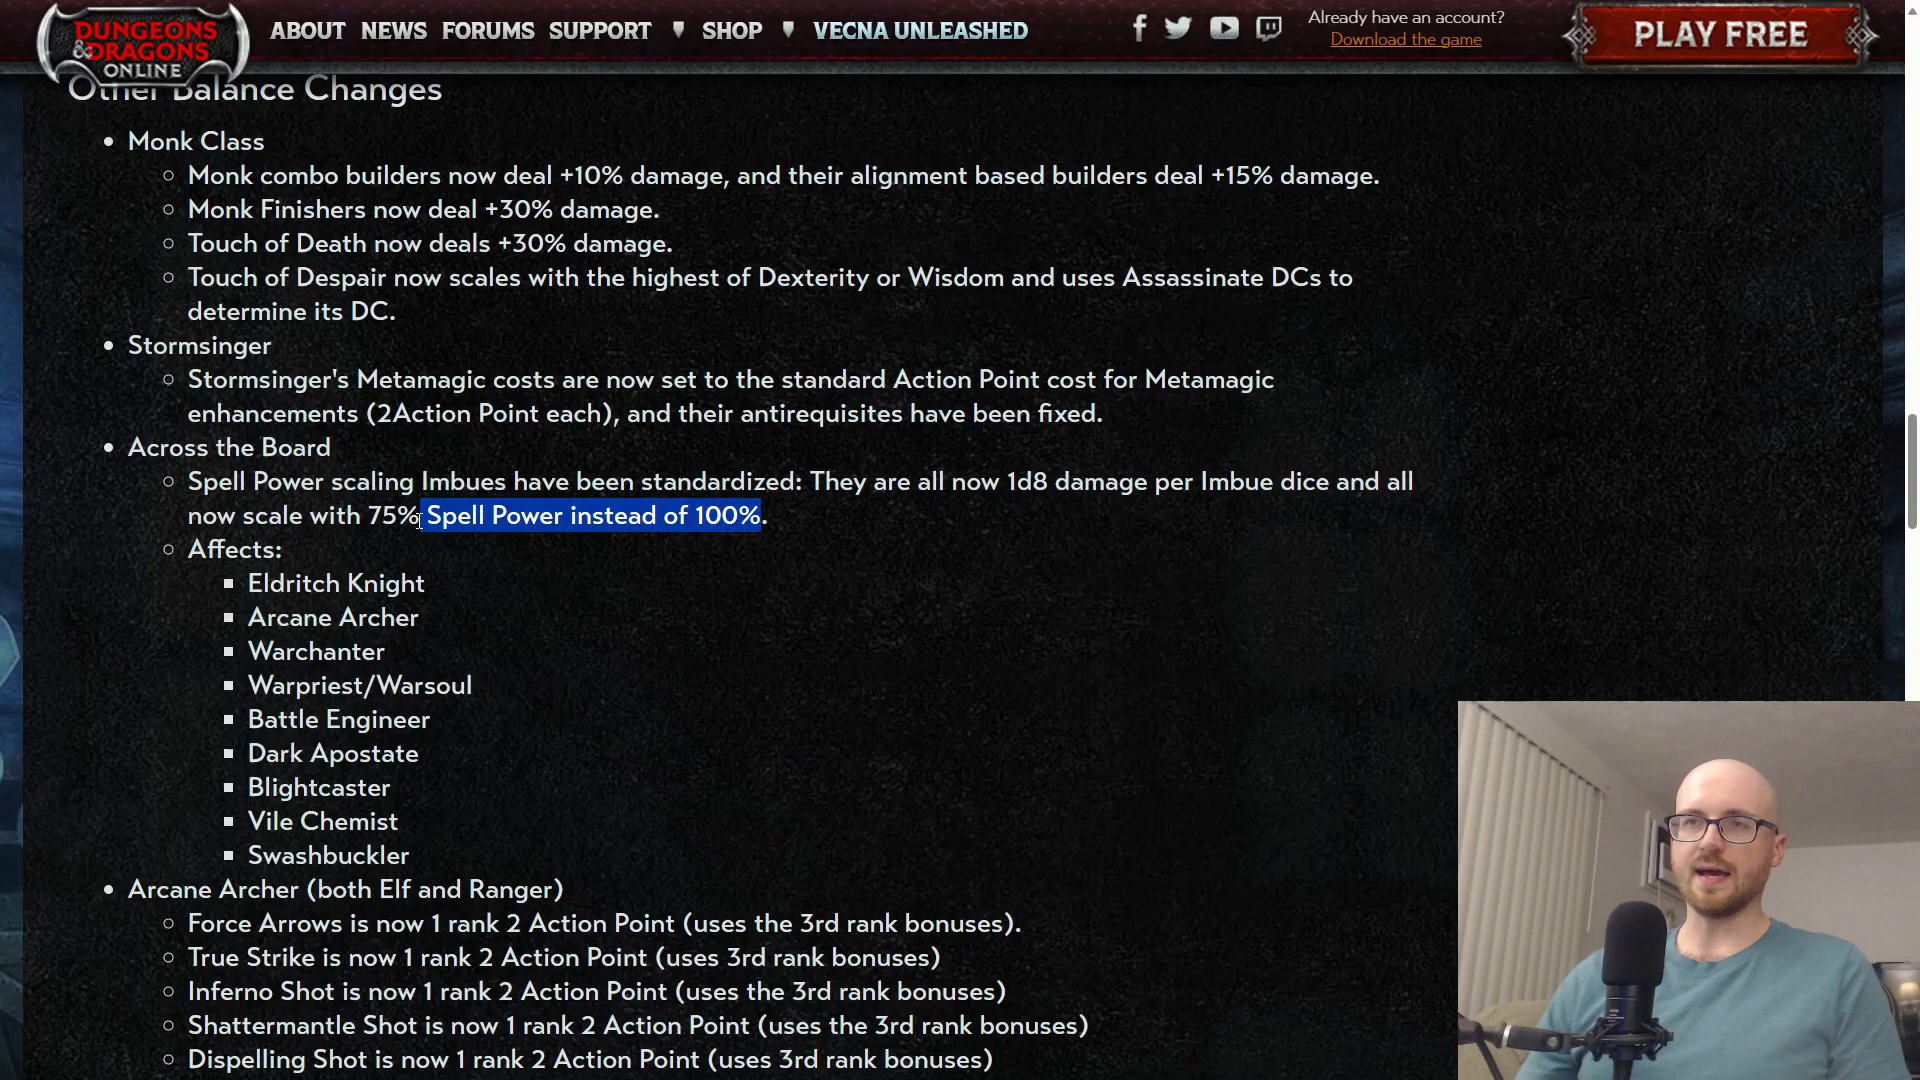 DUNGEONS
& DRAGONS
ONLINE
ABOUT NEWS FORUMS SUPPORT SHOP VECNA UNLEASHED
Already have an account?
Download the game
PLAY FREE
Other Balance Changes
• Monk Class
Monk combo builders now deal +10% damage, and their alignment based builders deal +15% damage.
Monk Finishers now deal +30% damage.
Touch of Death now deals +30% damage.
Touch of Despair now scales with the highest of Dexterity or Wisdom and uses Assassinate DCs to
determine its DC.
• Stormsinger
Stormsinger's Metamagic costs are now set to the standard Action Point cost for Metamagic
enhancements (2Action Point each), and their antirequisites have been fixed.
• Across the Board
Spell Power scaling Imbues have been standardized: They are all now 1d8 damage per Imbue dice and all
now scale with 75% Spell Power instead of 100%.
Affects:
Eldritch Knight
Arcane Archer
Warchanter
Warpriest/Warsoul
Battle Engineer
Dark Apostate
Blightcaster
Vile Chemist
Swashbuckler
• Arcane Archer (both Elf and Ranger)
Force Arrows is now 1 rank 2 Action Point (uses the 3rd rank bonuses).
True Strike is now 1 rank 2 Action Point (uses 3rd rank bonuses)
Inferno Shot is now 1 rank 2 Action Point (uses the 3rd rank bonuses)
Shattermantle Shot is now 1 rank 2 Action Point (uses the 3rd rank bonuses)
Dispelling Shot is now 1 rank 2 Action Point (uses 3rd rank bonuses)